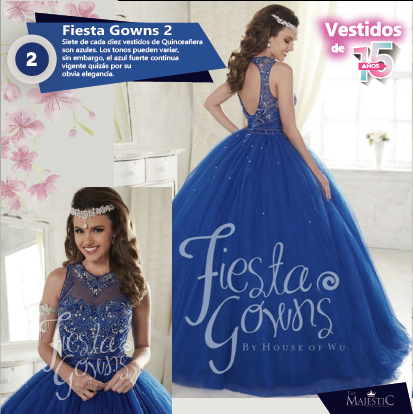 Fiesta Gowns 2
2
Siete de cada diez vestidos de Quinceañera
son azules. Los tonos pueden variar,
sin embargo, el azul fuerte continua
vigente quizás por su
obvia elegancia.
Vestidos
de 15
AÑOS
Fiesta
Gowns
BY HOUSE OF WU
Fiesta
Gowns
MAJESTIC